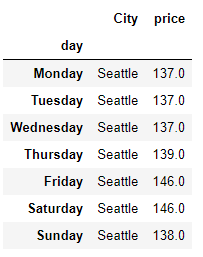 City price
day
Monday Seattle 137.0
Tuesday Seattle 137.0
Wednesday Seattle 137.0
Thursday Seattle 139.0
Friday Seattle 146.0
Saturday Seattle 146.0
Sunday Seattle 138.0